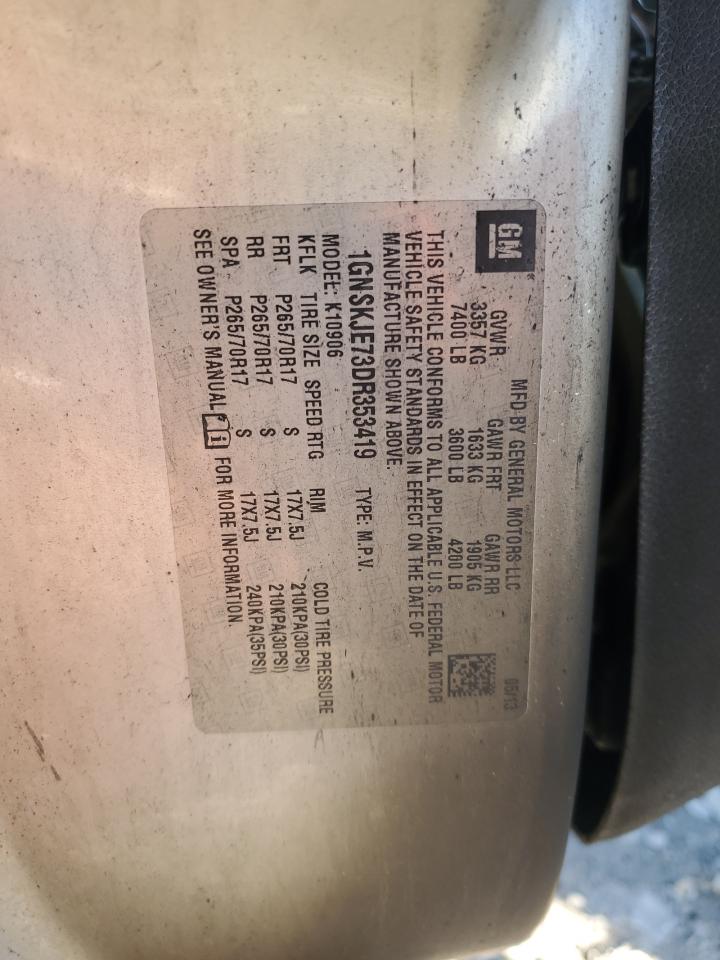 GM
MFD BY GENERAL MOTORS LLC 05/13
GVWR GAWR FRT GAWR RR
3357 KG 1633 KG 1905 KG
7400 LB 3600 LB 4200 LB
THIS VEHICLE CONFORMS TO ALL APPLICABLE U.S. FEDERAL MOTOR
VEHICLE SAFETY STANDARDS IN EFFECT ON THE DATE OF
MANUFACTURE SHOWN ABOVE.
1GNSKJE73DR353419 TYPE: M.P.V.
MODEL: K10906
KFLK TIRE SIZE SPEED RTG RIM COLD TIRE PRESSURE
FRT P265/70R17 S 17X7.5J 210KPA(30PSI)
RR P265/70R17 S 17X7.5J 210KPA(30PSI)
SPA P265/70R17 S 17X7.5J 240KPA(35PSI)
SEE OWNER'S MANUAL i FOR MORE INFORMATION.